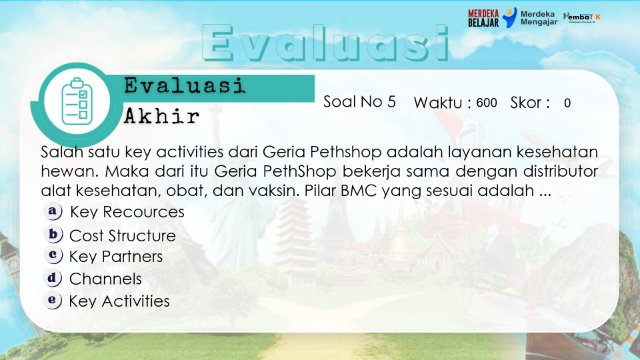 MERDEKA
BELAJAR
Merdeka
Mengajar
Evaluasi
Evaluasi
Akhir
Soal No 5 Waktu : 600 Skor : 0
Salah satu key activities dari Geria Pethshop adalah layanan kesehatan
hewan. Maka dari itu Geria PethShop bekerja sama dengan distributor
alat kesehatan, obat, dan vaksin. Pilar BMC yang sesuai adalah ...
a Key Recources
b Cost Structure
c Key Partners
d Channels
e Key Activities